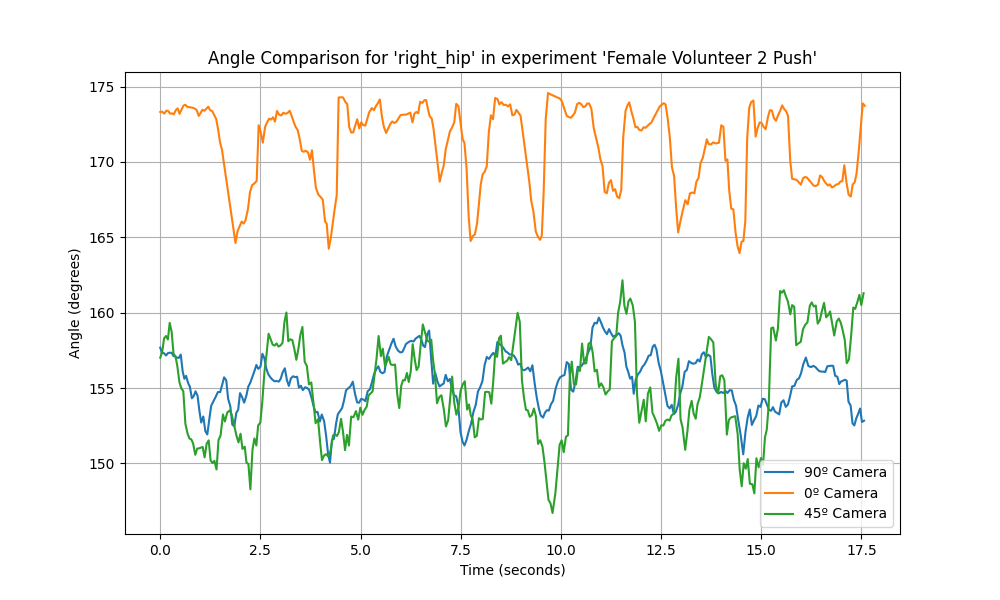 Angle Comparison for 'right_hip' in experiment 'Female Volunteer 2 Push'
175
170
165
160
155
150
Angle (degrees)
0.0 2.5 5.0 7.5 10.0 12.5 15.0 17.5
Time (seconds)
90º Camera
0º Camera
45º Camera